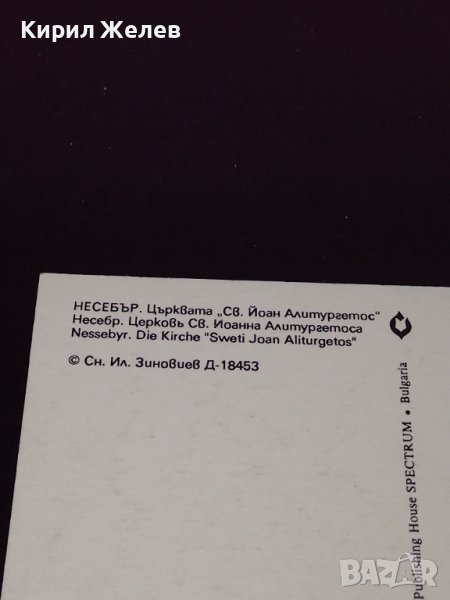 Кирил Желев
НЕСЕБЪР. Църквата „Св. Йоан Алитургетос“
Несебр. Церковь Св. Иоанна Алитургетоса
Nessebyr. Die Kirche "Sweti Joan Aliturgetos"
© Сн. Ил. Зиновиев Д-18453
Publishing House SPECTRUM • Bulgaria
bazar